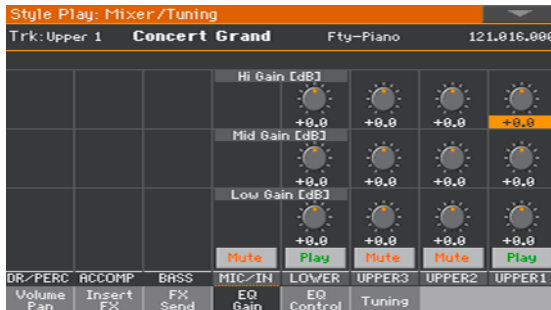 Style Play: Mixer/Tuning
Trk:Upper 1 Concert Grand Fty-Piano 121.016.000
Hi Gain [dB]
+0.0 +0.0 +0.0 +0.0
Mid Gain [dB]
+0.0 +0.0 +0.0 +0.0
Low Gain [dB]
+0.0 +0.0 +0.0 +0.0
Mute Play Mute Mute Play
DR/PERC ACCOMP BASS MIC/IN LOWER UPPER3 UPPER2 UPPER1
Volume Insert FX EQ EQ Tuning
Pan FX Send Gain Control